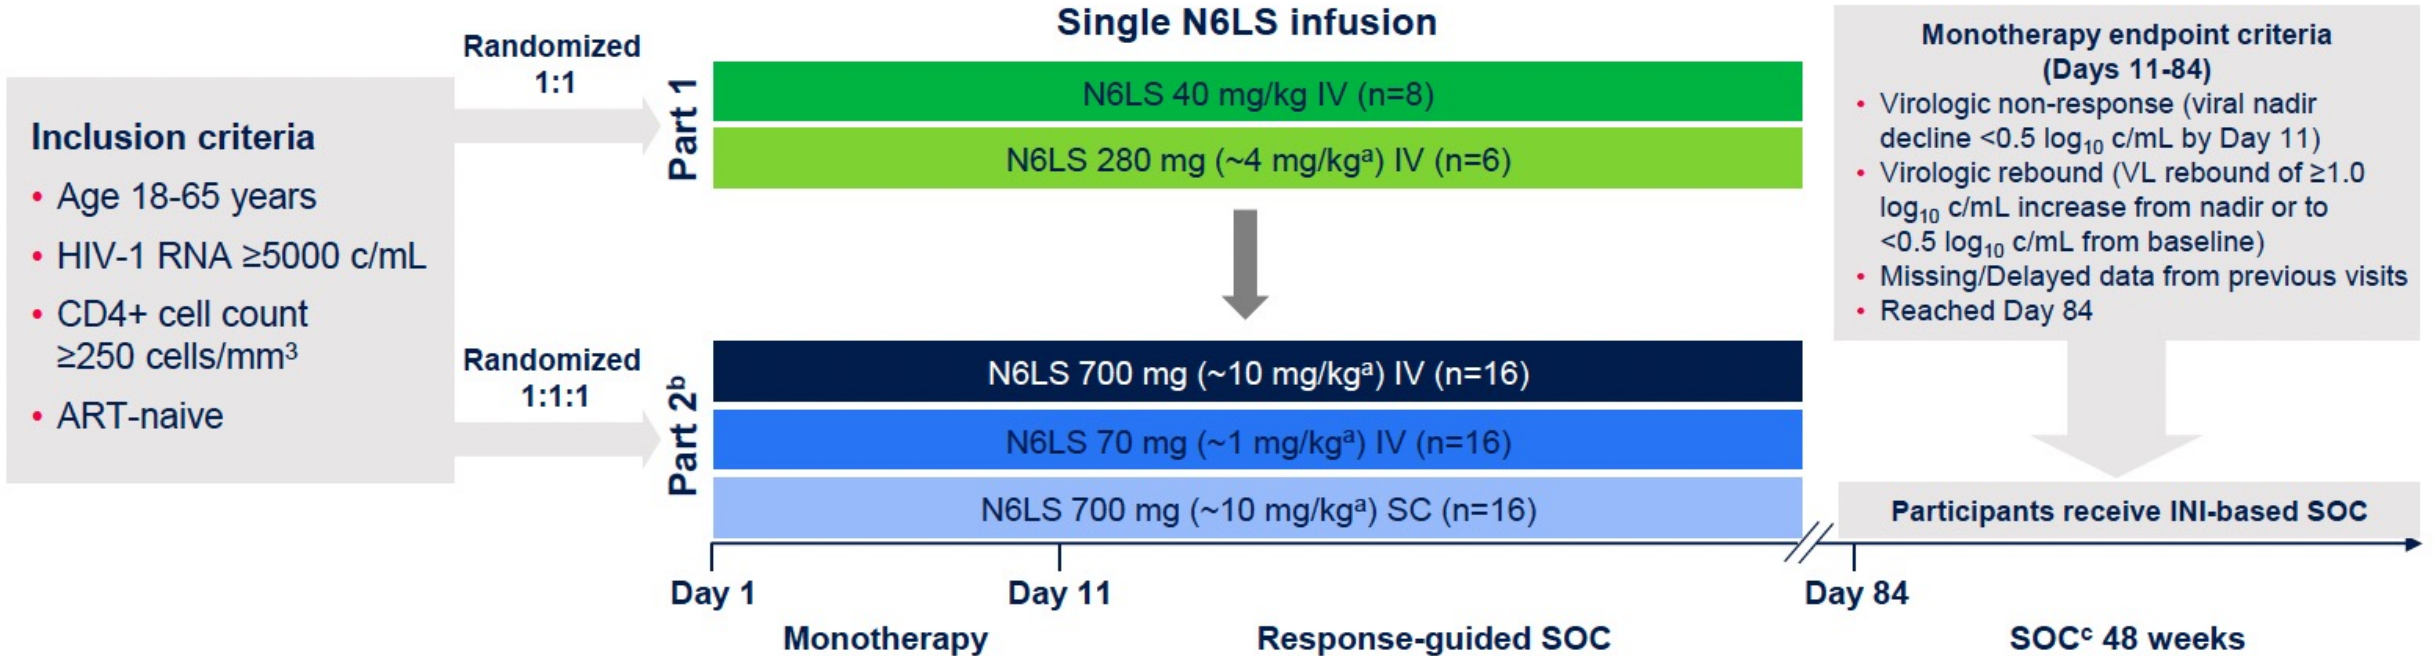 Inclusion criteria
• Age 18-65 years
• HIV-1 RNA ≥5000 c/mL
• CD4+ cell count
≥250 cells/mm³
• ART-naive
Randomized
1:1
Randomized
1:1:1
Single N6LS infusion
Part 1
N6LS 40 mg/kg IV (n=8)
N6LS 280 mg (~4 mg/kgᵃ) IV (n=6)
Part 2ᵇ
N6LS 700 mg (~10 mg/kgᵃ) IV (n=16)
N6LS 70 mg (~1 mg/kgᵃ) IV (n=16)
N6LS 700 mg (~10 mg/kgᵃ) SC (n=16)
Monotherapy endpoint criteria
(Days 11-84)
• Virologic non-response (viral nadir
decline <0.5 log₁₀ c/mL by Day 11)
• Virologic rebound (VL rebound of ≥1.0
log₁₀ c/mL increase from nadir or to
<0.5 log₁₀ c/mL from baseline)
• Missing/Delayed data from previous visits
• Reached Day 84
Participants receive INI-based SOC
Day 1
Day 11
Day 84
Monotherapy
Response-guided SOC
SOCᶜ 48 weeks